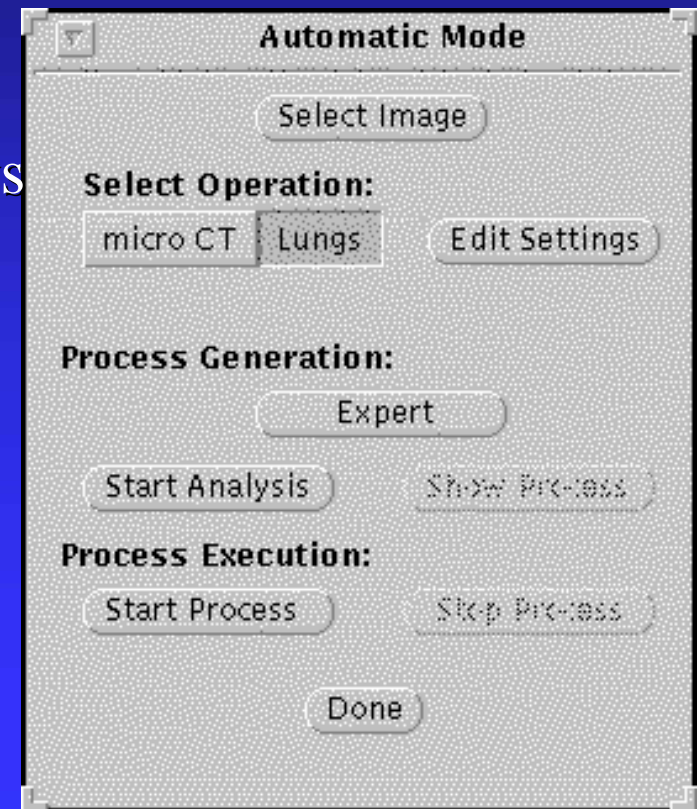 Automatic Mode
Select Image
s
Select Operation:
micro CT Lungs Edit Settings
Process Generation:
Expert
Start Analysis Show Process
Process Execution:
Start Process Stop Process
Done